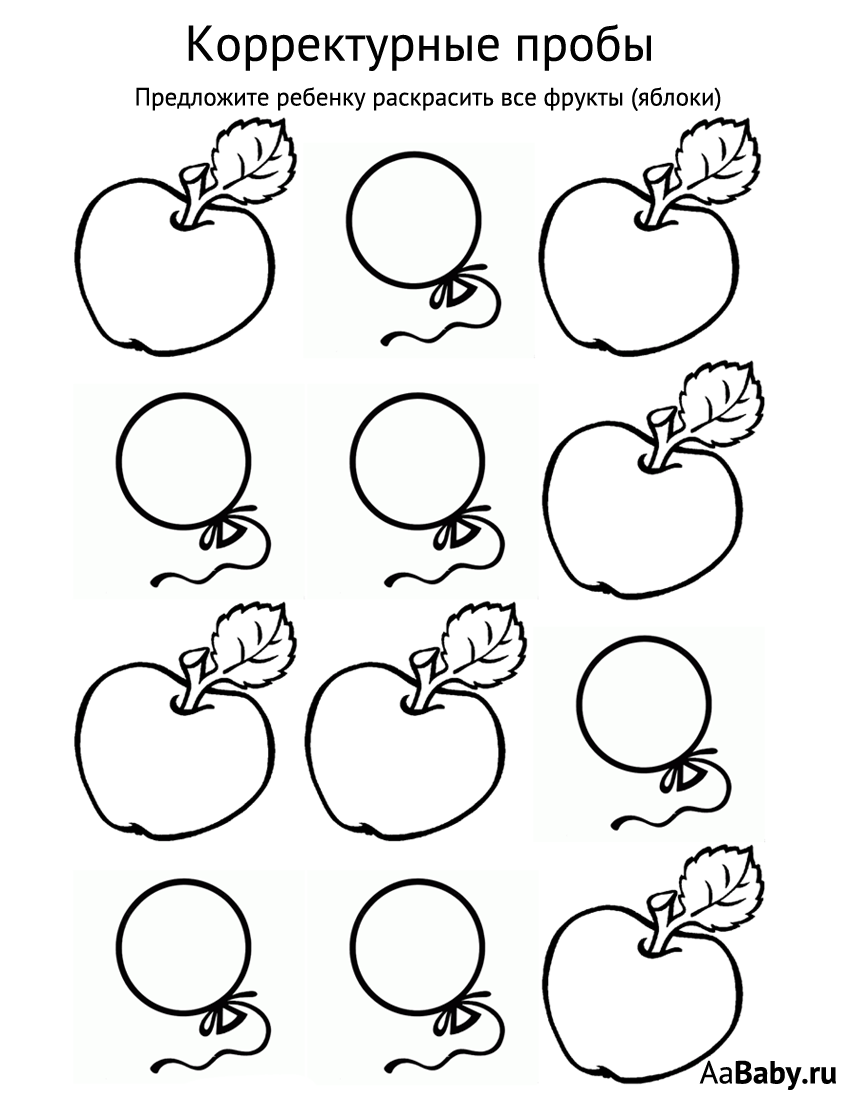 Корректурные пробы
Предложите ребенку раскрасить все фрукты (яблоки)
AaBaby.ru